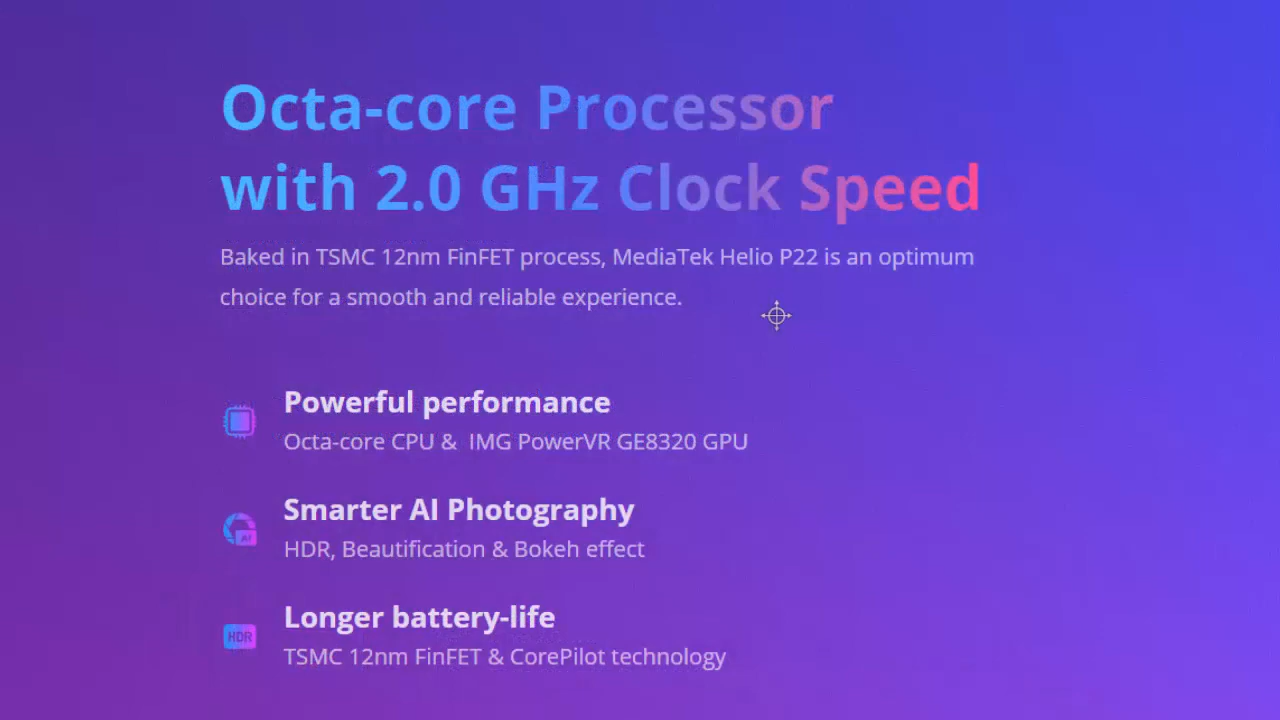 Octa-core Processor
with 2.0 GHz Clock Speed
Baked in TSMC 12nm FinFET process, MediaTek Helio P22 is an optimum
choice for a smooth and reliable experience.
Powerful performance
Octa-core CPU & IMG PowerVR GE8320 GPU
Smarter AI Photography
AI
HDR, Beautification & Bokeh effect
Longer battery-life
HDR
TSMC 12nm FinFET & CorePilot technology